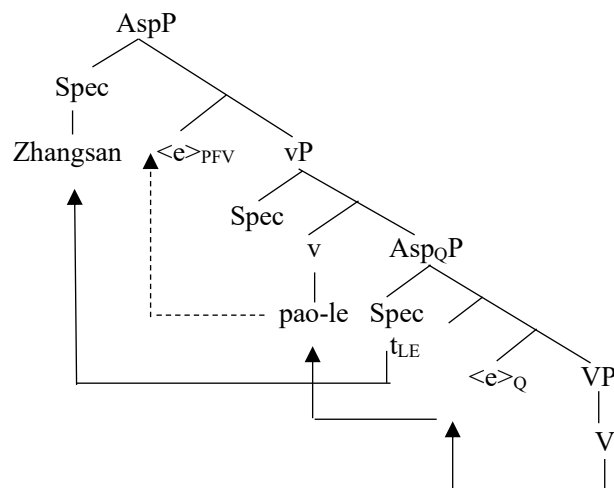 AspP
Spec
Zhangsan <e>PFV vP
Spec
v AspQP
pao-le Spec
tLE
<e>Q VP
V